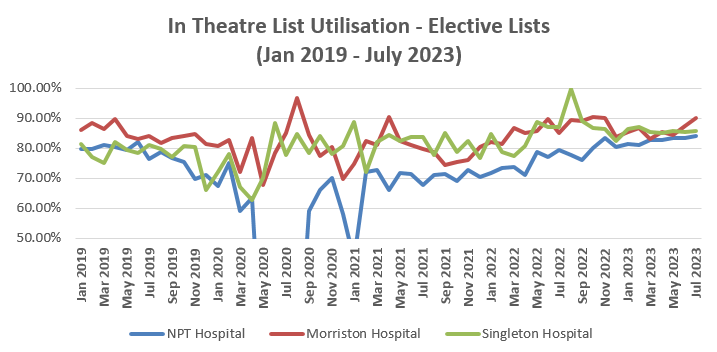 In Theatre List Utilisation - Elective Lists
(Jan 2019 - July 2023)
100.00%
90.00%
80.00%
70.00%
60.00%
50.00%
Jan 2019
Mar 2019
May 2019
Jul 2019
Sep 2019
Nov 2019
Jan 2020
Mar 2020
May 2020
Jul 2020
Sep 2020
Nov 2020
Jan 2021
Mar 2021
May 2021
Jul 2021
Sep 2021
Nov 2021
Jan 2022
Mar 2022
May 2022
Jul 2022
Sep 2022
Nov 2022
Jan 2023
Mar 2023
May 2023
Jul 2023
NPT Hospital Morriston Hospital Singleton Hospital